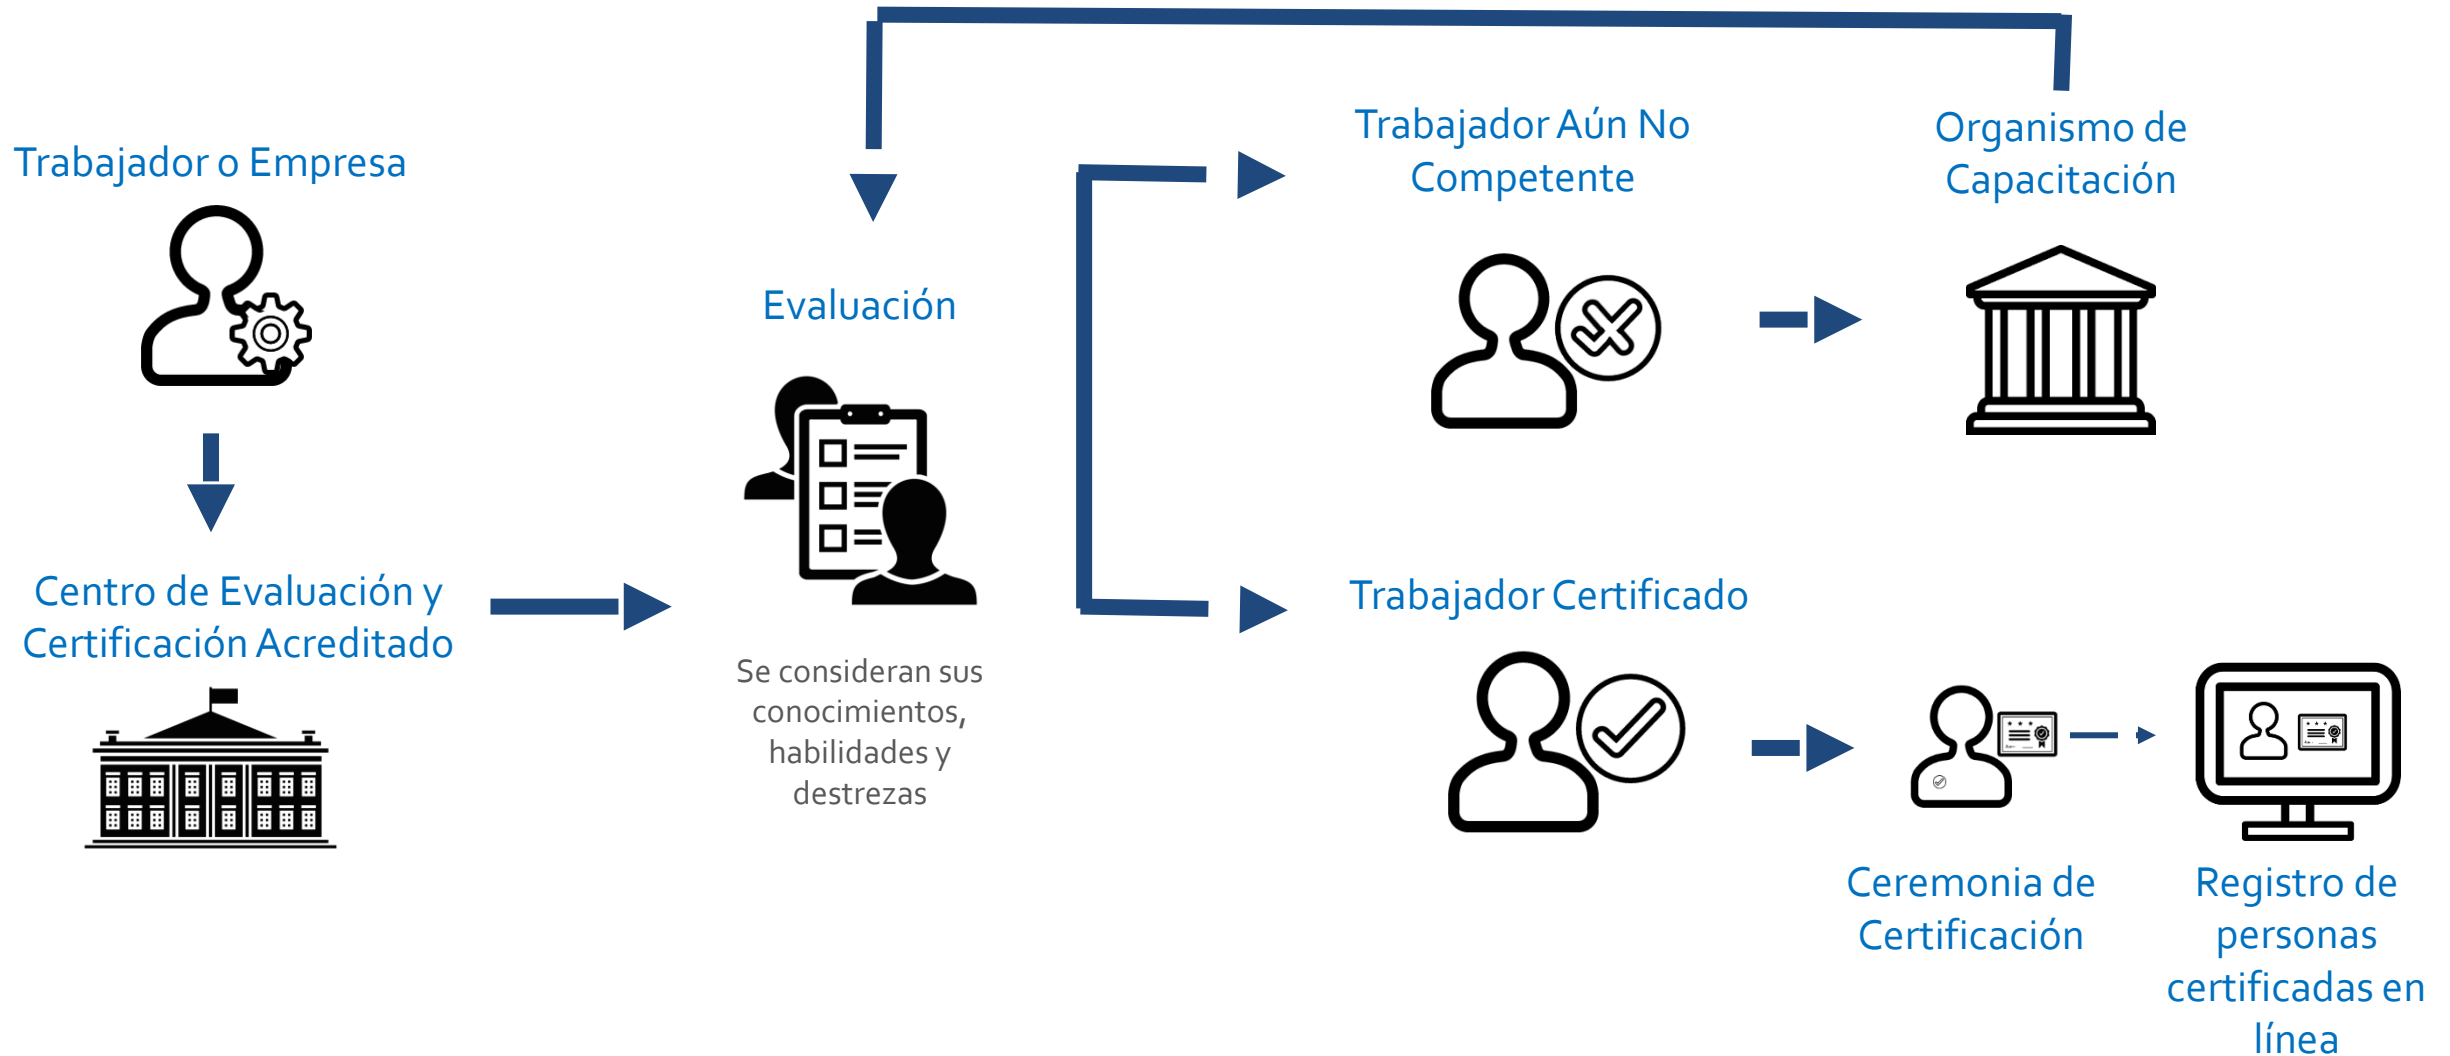 Trabajador o Empresa
Centro de Evaluación y
Certificación Acreditado
Evaluación
Se consideran sus
conocimientos,
habilidades y
destrezas
Trabajador Aún No
Competente
Organismo de
Capacitación
Trabajador Certificado
Ceremonia de
Certificación
Registro de
personas
certificadas en
línea